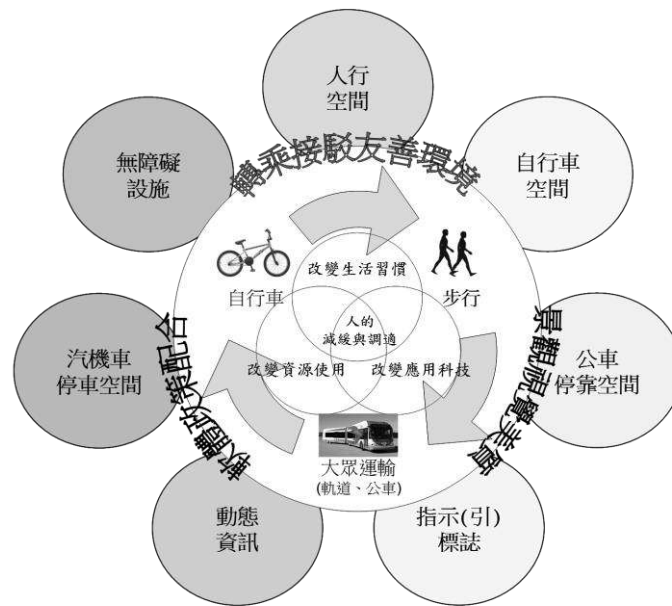 人行
空間
無障礙
設施
自行車
空間
轉乘接駁友善環境
自行車
步行
改變生活習慣
人的
減緩與調適
改變資源使用
改變應用科技
汽機車
停車空間
軟體政策配合
景觀視覺美質
公車
停靠空間
大眾運輸
(軌道、公車)
動態
資訊
指示(引)
標誌